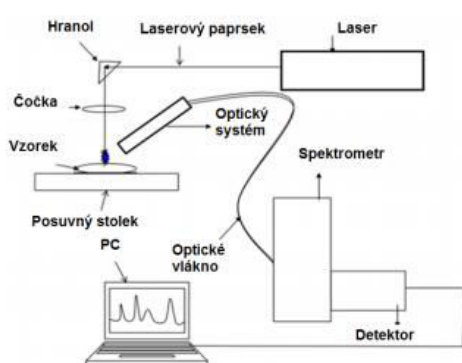 Hranol
Laserový paprsek
Laser
Čočka
Optický
systém
Vzorek
Spektrometr
Posuvný stolek
PC
Optické
vlákno
Detektor